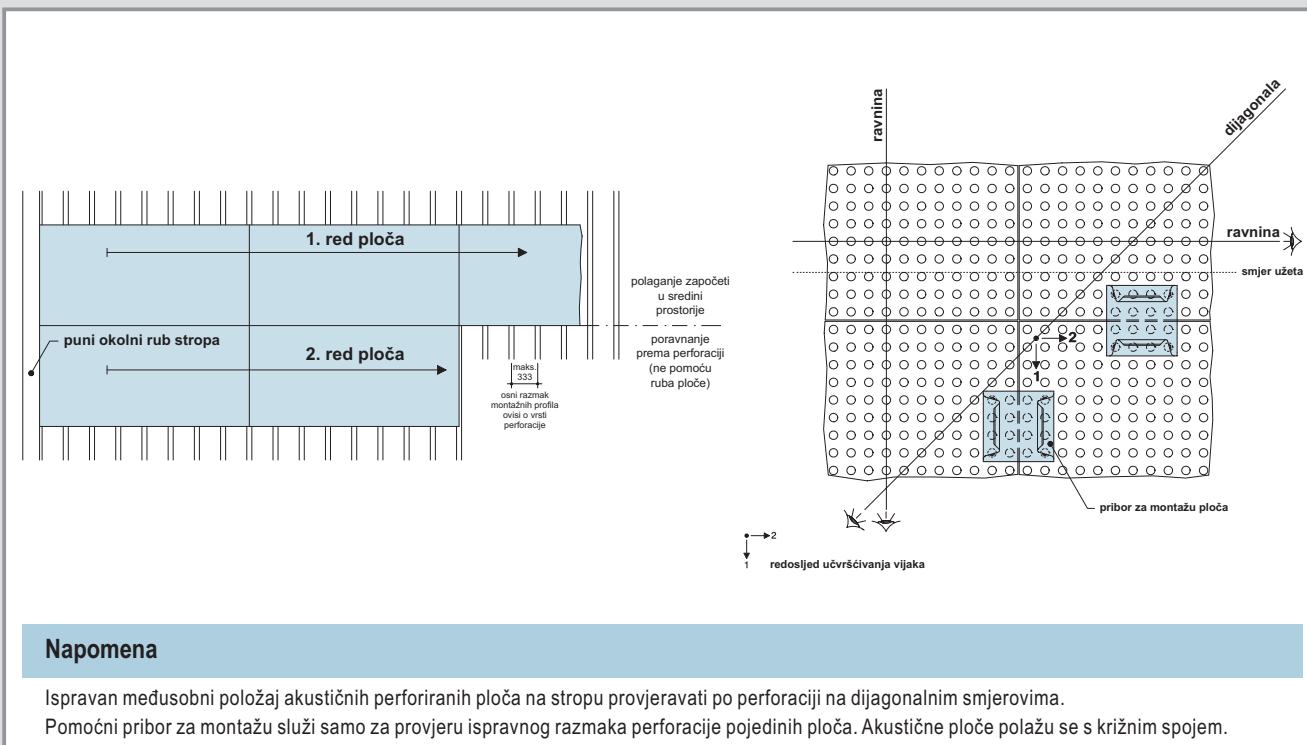 1. red ploča
puni okolni rub stropa
2. red ploča
maks.
333
osni razmak
montažnih profila
ovisi o vrsti
perforacije
polaganje započeti
u sredini
prostorije
poravnanje
prema perforaciji
(ne pomoću
ruba ploče)
ravnina
dijagonala
ravnina
smjer užeta
2
1
pribor za montažu ploča
2
1
redosljed učvršćivanja vijaka
Napomena
Ispravan međusobni položaj akustičnih perforiranih ploča na stropu provjeravati po perforaciji na dijagonalnim smjerovima.
Pomoćni pribor za montažu služi samo za provjeru ispravnog razmaka perforacije pojedinih ploča. Akustične ploče polažu se s križnim spojem.